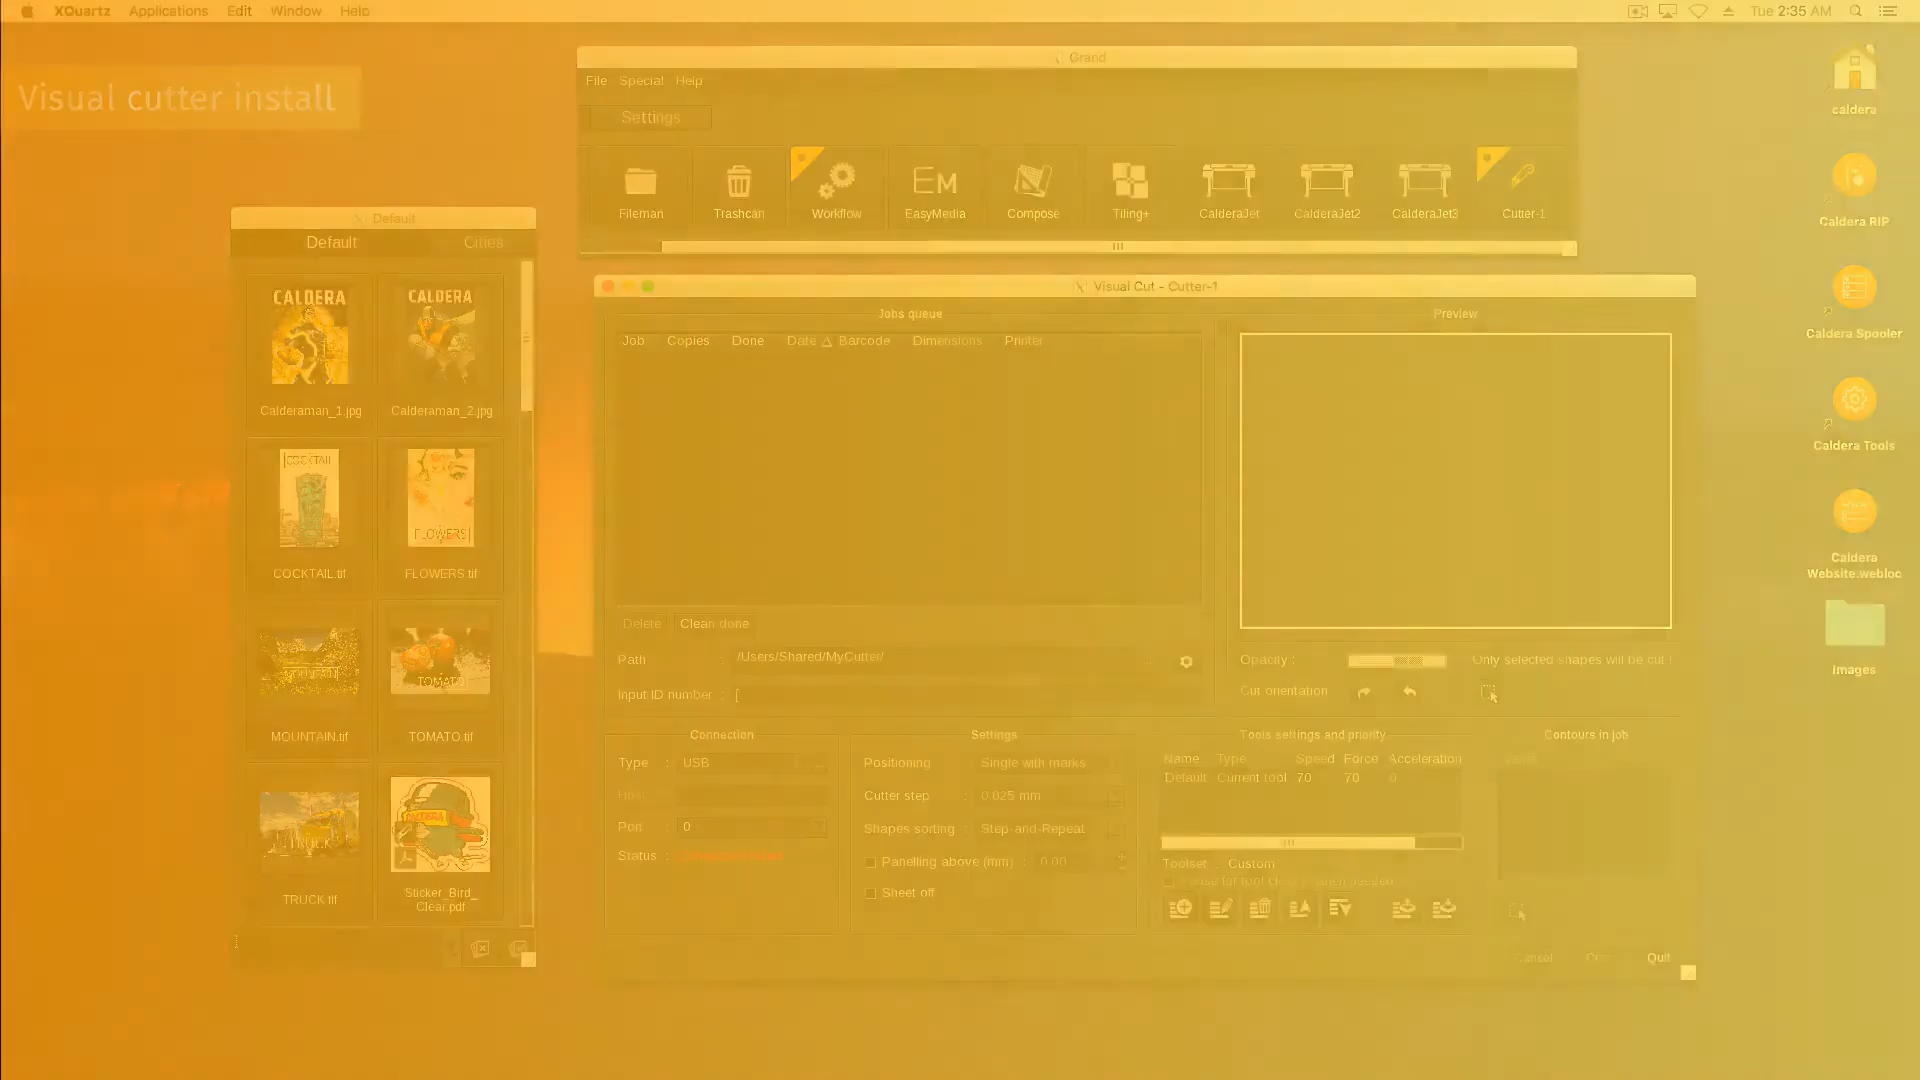 XQuartz Applications Edit Window Help
Tue 2:35 AM
Visual cutter install
Grand
File Special Help
Settings
Fileman Trashcan Workflow EasyMedia Compose Tiling+ CalderaJet CalderaJet2 CalderaJet3 Cutter-1
EM
Default
Default Cities
CALDERA CALDERA
Calderaman_1.jpg Calderaman_2.jpg
COCKTAIL
FLOWERS
COCKTAIL.tif FLOWERS.tif
MOUNTAIN
TOMATO
MOUNTAIN.tif TOMATO.tif
TRUCK
CALDERA
TRUCK.tif
Sticker_Bird_
Clear.pdf
Visual Cut - Cutter-1
Jobs queue
Job Copies Done Date Barcode Dimensions Printer
Delete Clean done
Path : /Users/Shared/MyCutter/
Input ID number :
Preview
Opacity : Only selected shapes will be cut !
Cut orientation
Connection
Type : USB
Host
Port : 0
Status :
Settings
Positioning Single with marks
Cutter step : 0.025 mm
Shapes sorting : Step-and-Repeat
Panelling above (mm) : 0.00
Sheet off
Tools settings and priority
Name Type Speed Force Acceleration
Default Current tool 70 70 0
Toolset : Custom
Contours in job
Cancel Quit
caldera
Caldera RIP
Caldera Spooler
Caldera Tools
Caldera
Website.webloc
Images